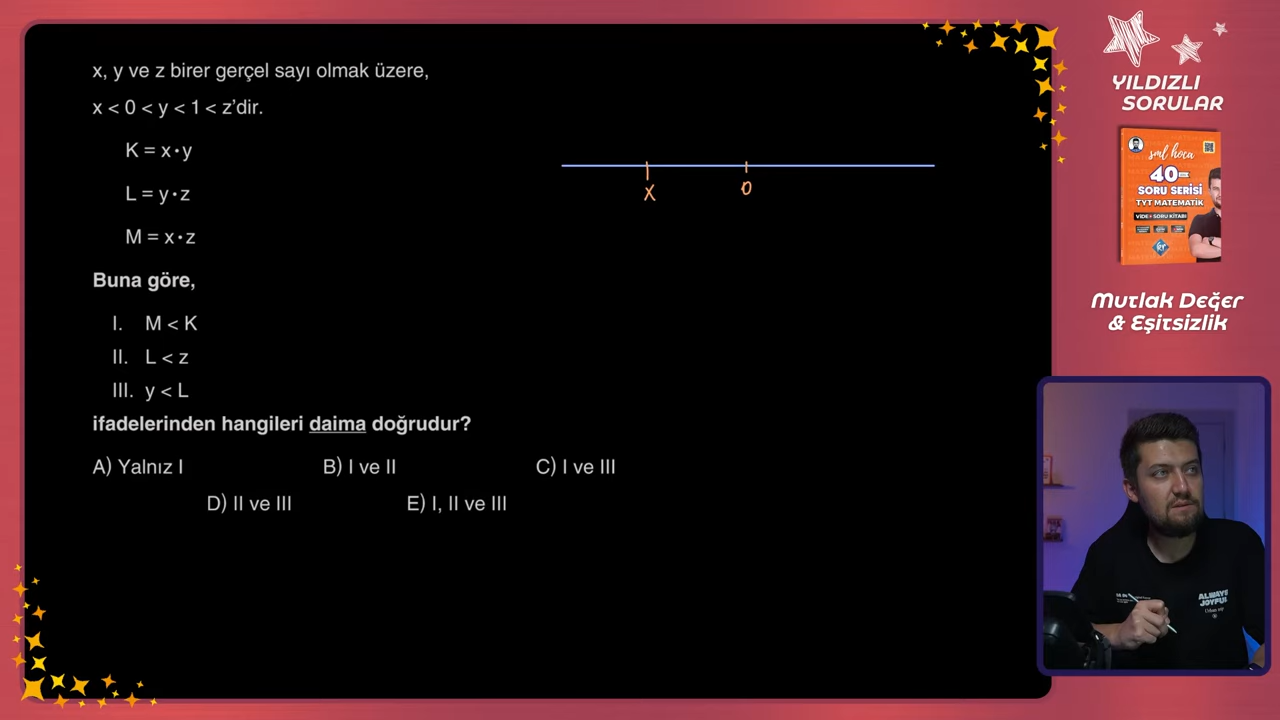 x, y ve z birer gerçel sayı olmak üzere,
x < 0 < y < 1 < z’dir.
K = x·y
L = y·z
M = x·z
Buna göre,
I. M < K
II. L < z
III. y < L
ifadelerinden hangileri daima doğrudur?
A) Yalnız I B) I ve II C) I ve III
D) II ve III E) I, II ve III
x 0
YILDIZLI
SORULAR
sml hoca
40
SORU SERİSİ
TYT MATEMATİK
Mutlak Değer
& Eşitsizlik
ALWAYS
JOYFUL